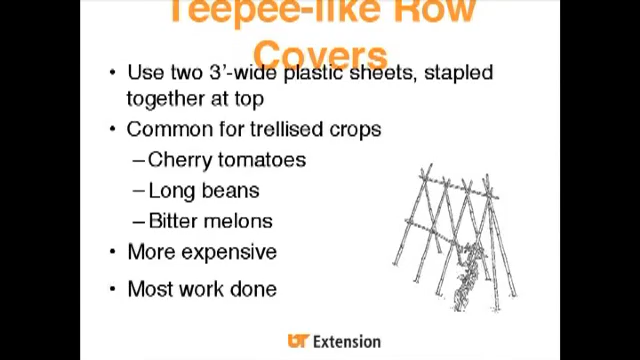 Teepee-like Row
Covers
• Use two 3'-wide plastic sheets, stapled
together at top
• Common for trellised crops
–Cherry tomatoes
–Long beans
–Bitter melons
• More expensive
• Most work done
UT Extension